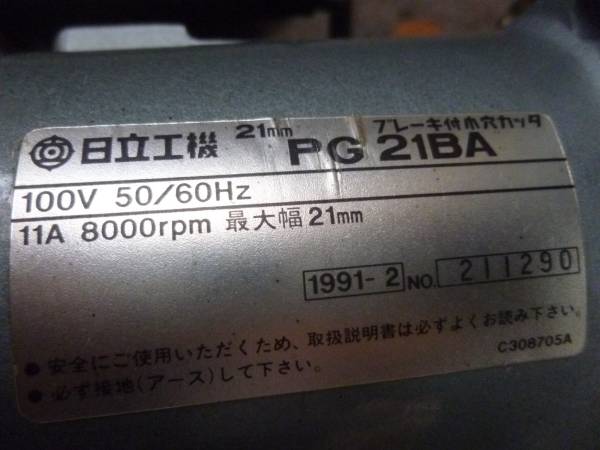 ブレーキ付小穴カッタ
日立工機 21mm PG 21BA
100V 50/60Hz
11A 8000rpm 最大幅21mm
1991-2 NO. 211290
● 安全にご使用いただくため、取扱説明書は必ずよくお読み下さい。
● 必ず接地(アース)して下さい。
C308705A